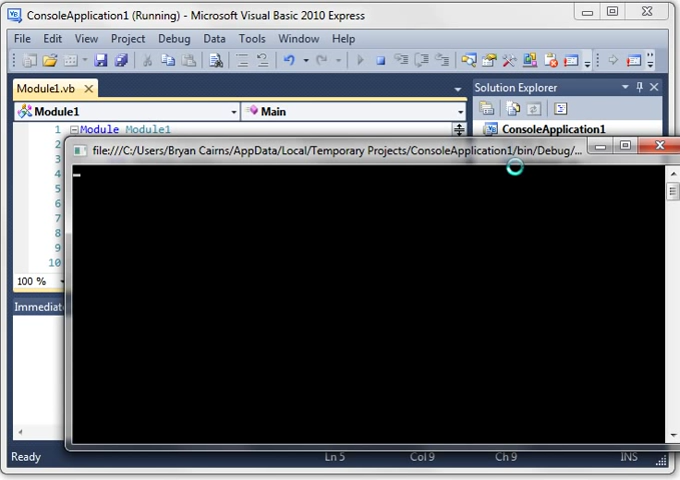 ConsoleApplication1 (Running) - Microsoft Visual Basic 2010 Express
File Edit View Project Debug Data Tools Window Help
Module1.vb
Solution Explorer
Module1
Main
ConsoleApplication1
1 Module Module1
file:///C:/Users/Bryan Cairns/AppData/Local/Temporary Projects/ConsoleApplication1/bin/Debug/...
4
5
6
7
8
9
10
100 %
Immediate
Ready Ln 5 Col 9 Ch 9 INS